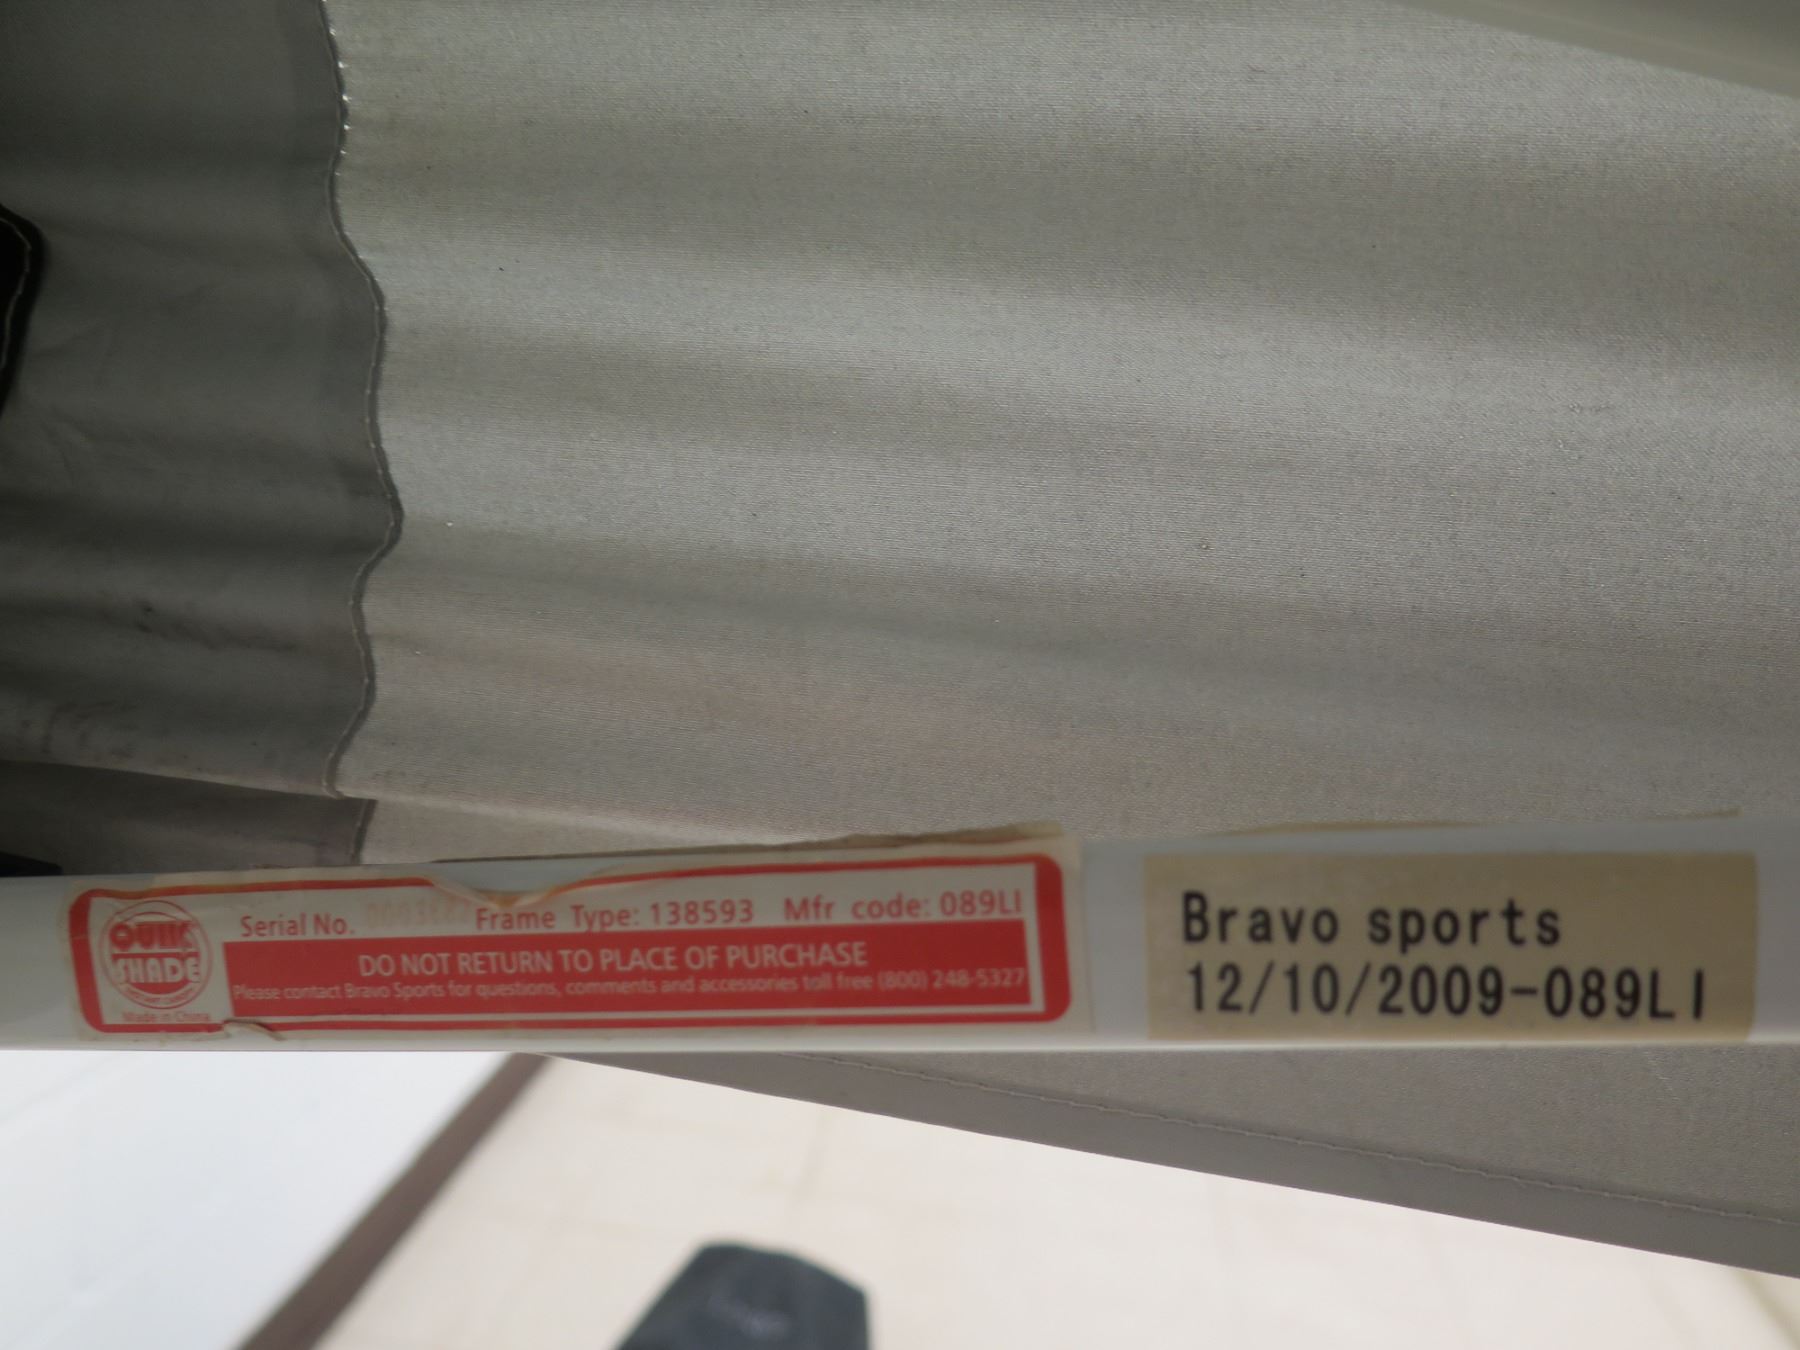 QUIK
SHADE
INSTANT CANOPY
Made in China
Serial No. Frame Type: 138593 Mfr code: 089LI
DO NOT RETURN TO PLACE OF PURCHASE
Please contact Bravo Sports for questions, comments and accessories toll free (800) 248-5327
Bravo sports
12/10/2009-089LI